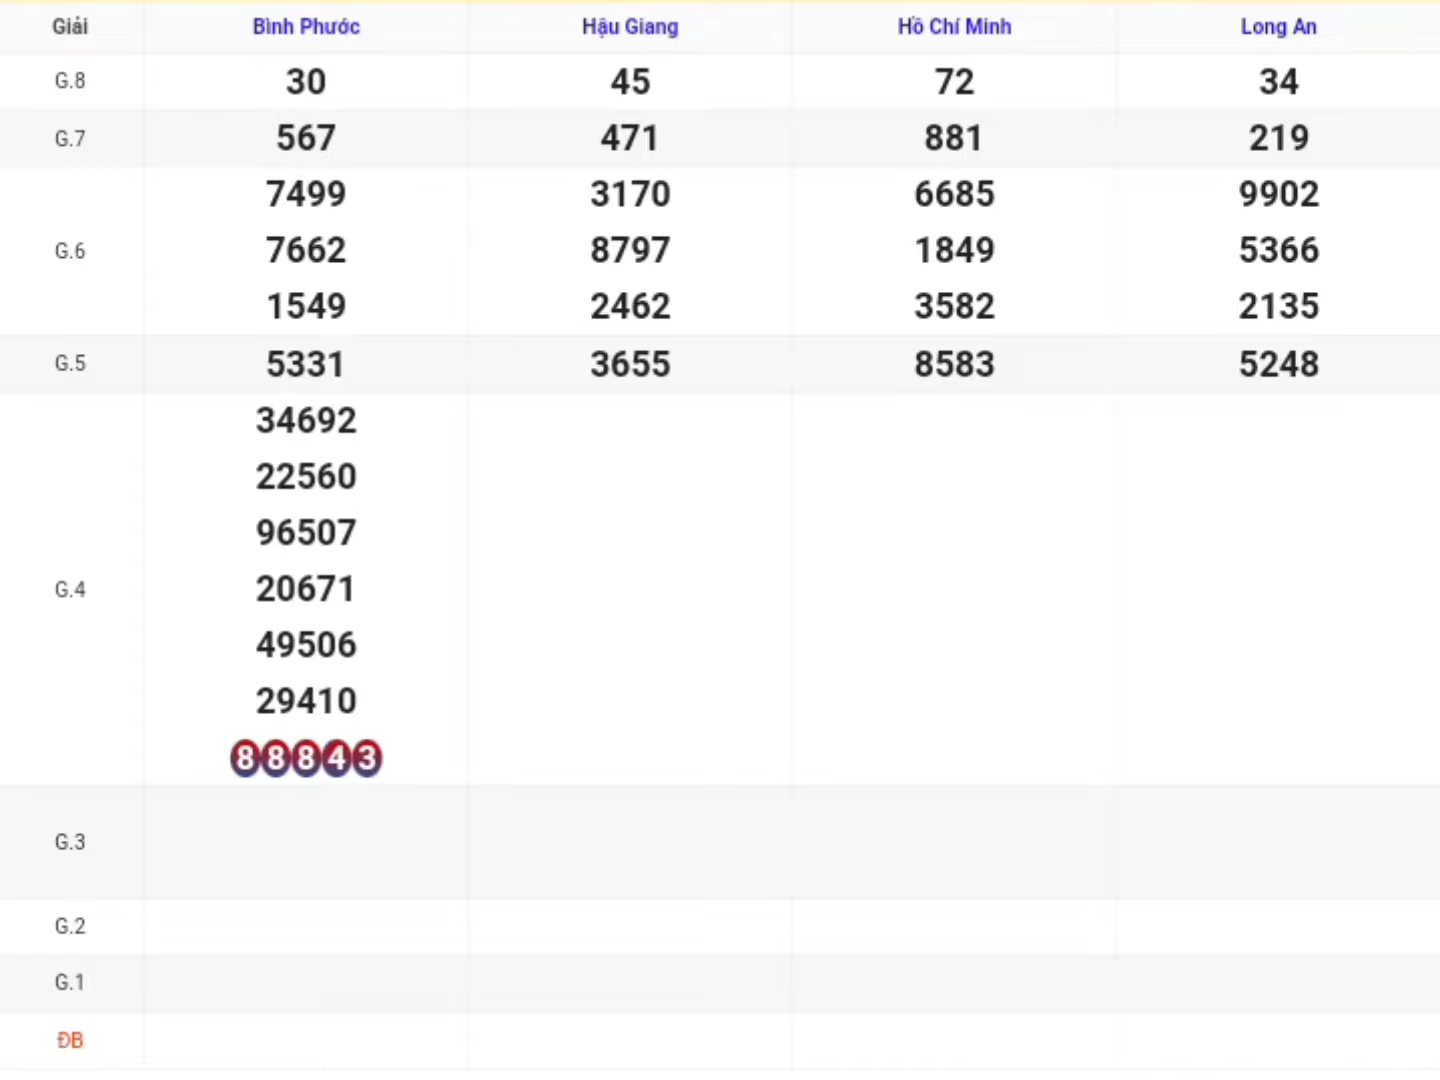 Giải Bình Phước Hậu Giang Hồ Chí Minh Long An
G.8 30 45 72 34
G.7 567 471 881 219
7499 3170 6685 9902
G.6 7662 8797 1849 5366
1549 2462 3582 2135
G.5 5331 3655 8583 5248
34692
22560
96507
G.4 20671
49506
29410
88843
G.3
G.2
G.1
ĐB